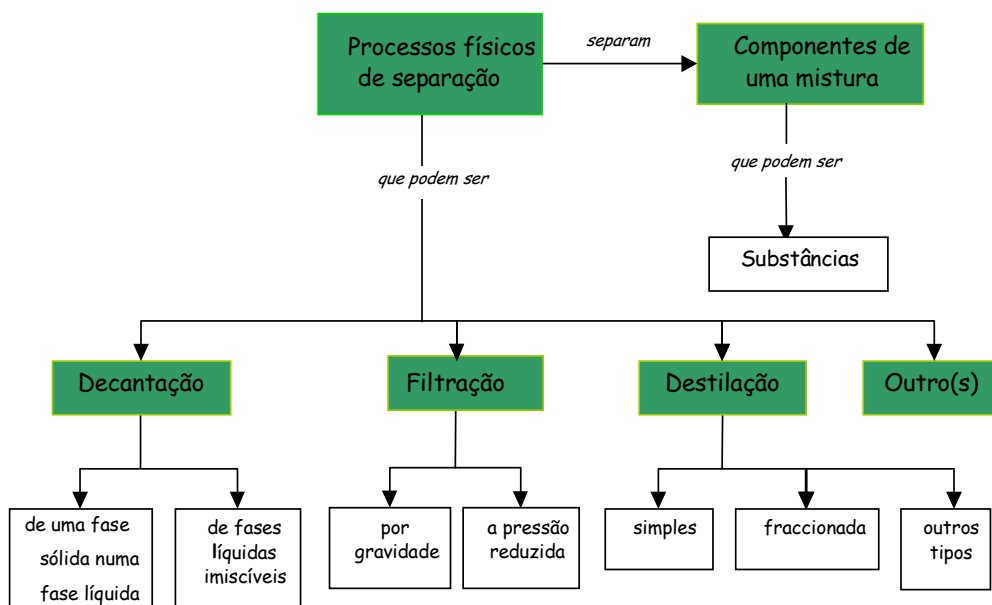 Processos físicos
de separação
separam
Componentes de
uma mistura
que podem ser
que podem ser
Substâncias
Decantação
Filtração
Destilação
Outro(s)
de uma fase
sólida numa
fase líquida
de fases
líquidas
imiscíveis
por
gravidade
a pressão
reduzida
simples
fraccionada
outros
tipos